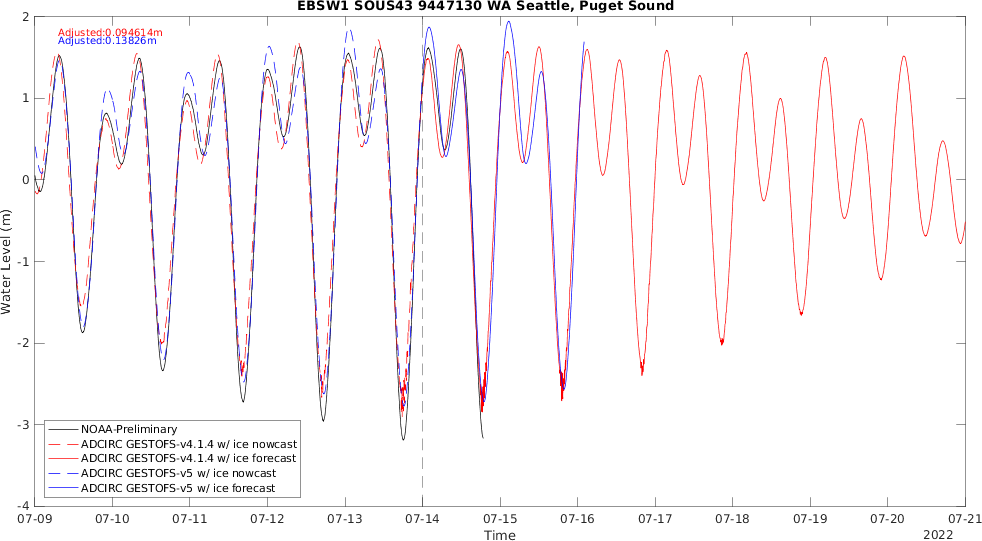 EBSW1 SOUS43 9447130 WA Seattle, Puget Sound
Adjusted:0.094614m
Adjusted:0.13826m
Water Level (m)
2
1
0
-1
-2
-3
-4
NOAA-Preliminary
ADCIRC GESTOFS-v4.1.4 w/ ice nowcast
ADCIRC GESTOFS-v4.1.4 w/ ice forecast
ADCIRC GESTOFS-v5 w/ ice nowcast
ADCIRC GESTOFS-v5 w/ ice forecast
07-09 07-10 07-11 07-12 07-13 07-14 07-15 07-16 07-17 07-18 07-19 07-20 07-21
Time
2022